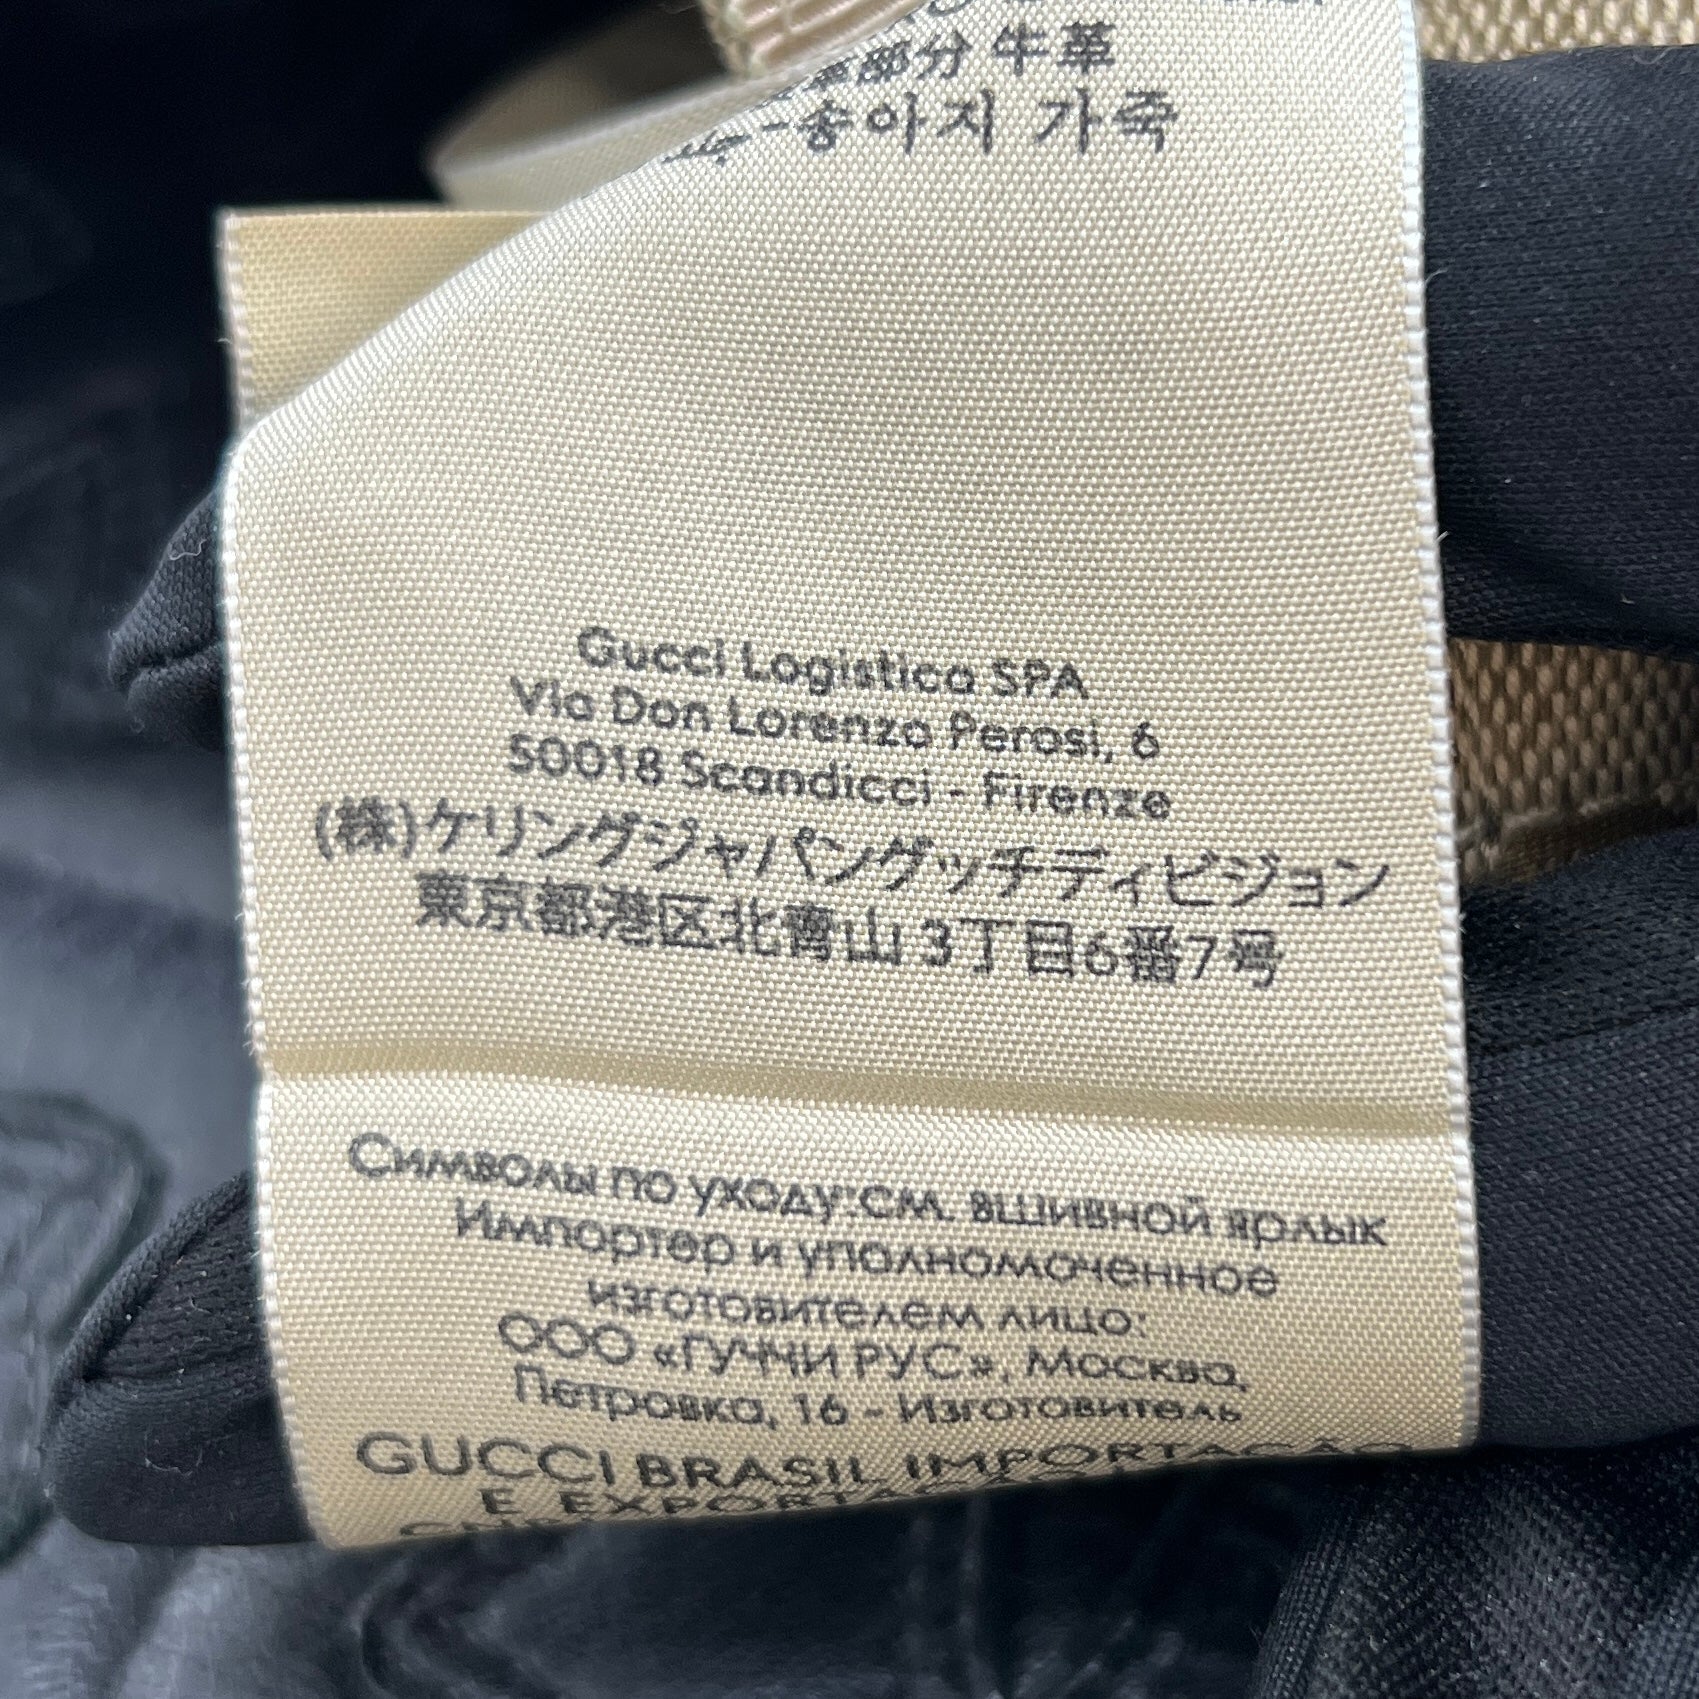 部分牛革
송아지 가죽
Gucci Logistica SPA
Via Don Lorenzo Perosi, 6
50018 Scandicci - Firenze
(株)ケリングジャパングッチディビジョン
東京都港区北青山3丁目6番7号
Символы по уходу:см. вшивной ярлык
Импортер и уполномоченное
изготовителем лицо:
ООО «ГУЧЧИ РУС», Москва,
Петровка, 16 - Изготовитель
GUCCI BRASIL IMPORTAÇÃO
E EXPORTAÇÃO